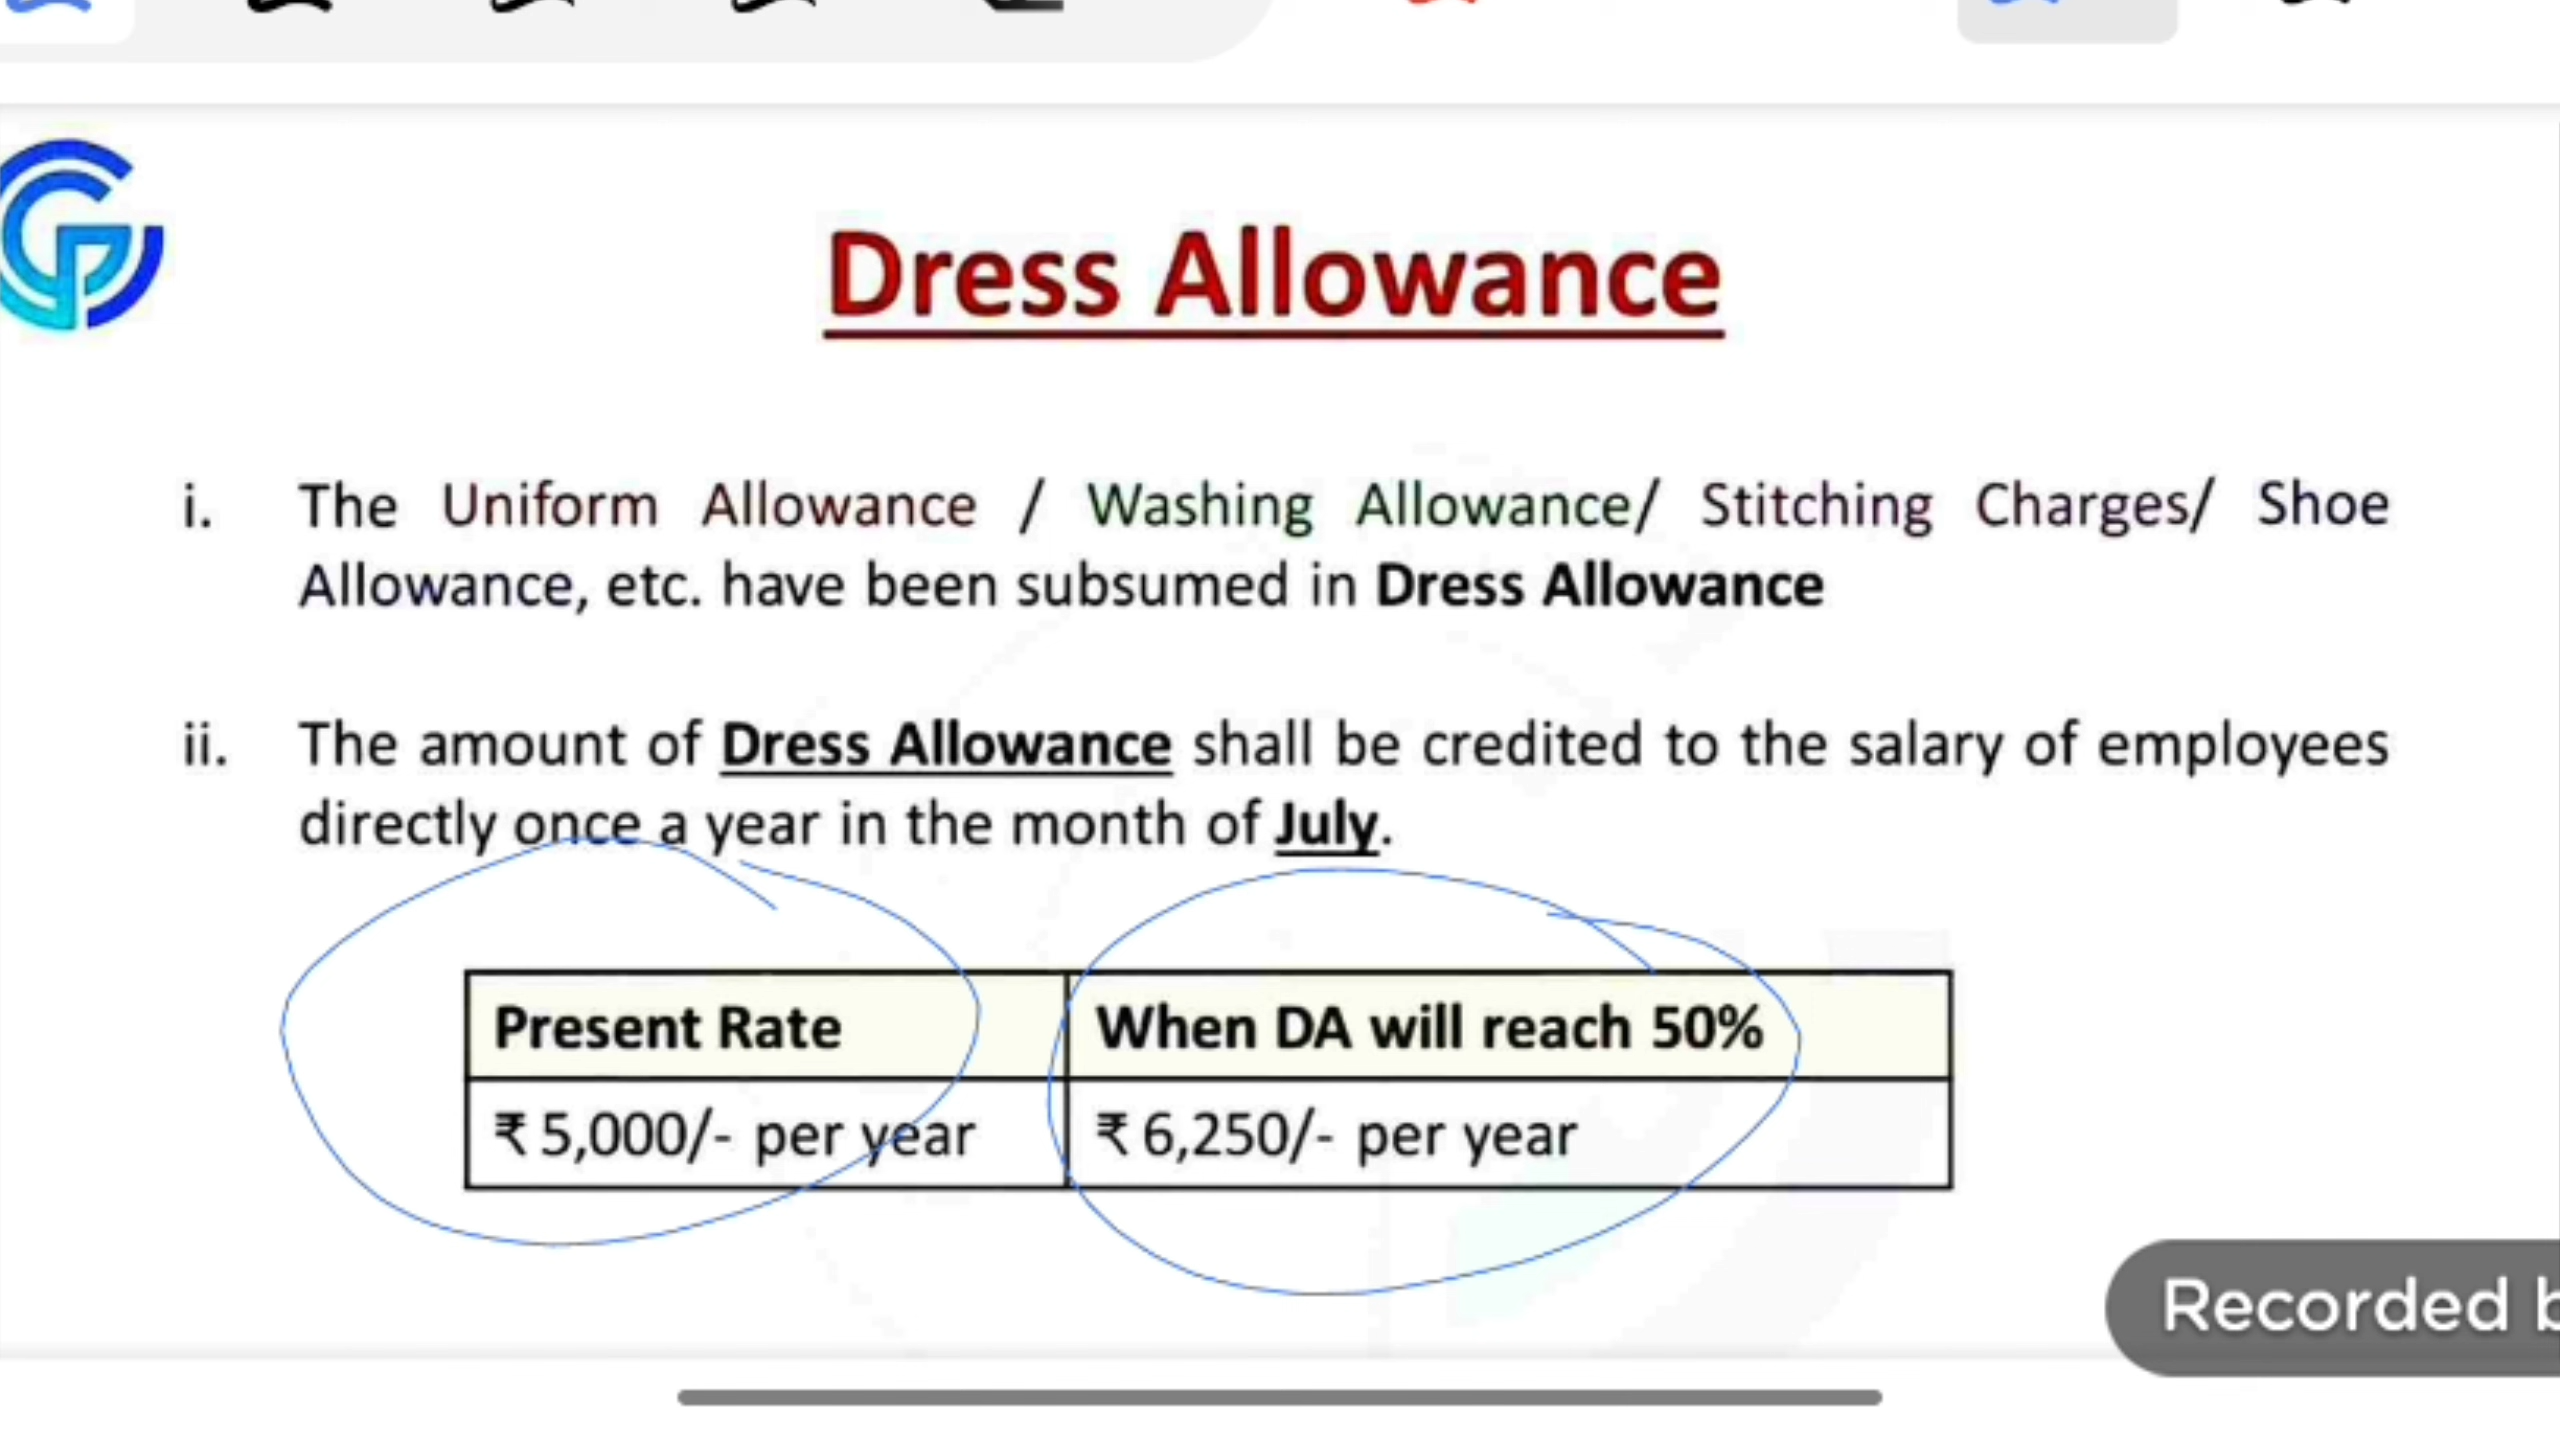 Dress Allowance
i. The Uniform Allowance / Washing Allowance/ Stitching Charges/ Shoe
Allowance, etc. have been subsumed in Dress Allowance
ii. The amount of Dress Allowance shall be credited to the salary of employees
directly once a year in the month of July.
Present Rate When DA will reach 50%
₹ 5,000/- per year ₹ 6,250/- per year
Recorded